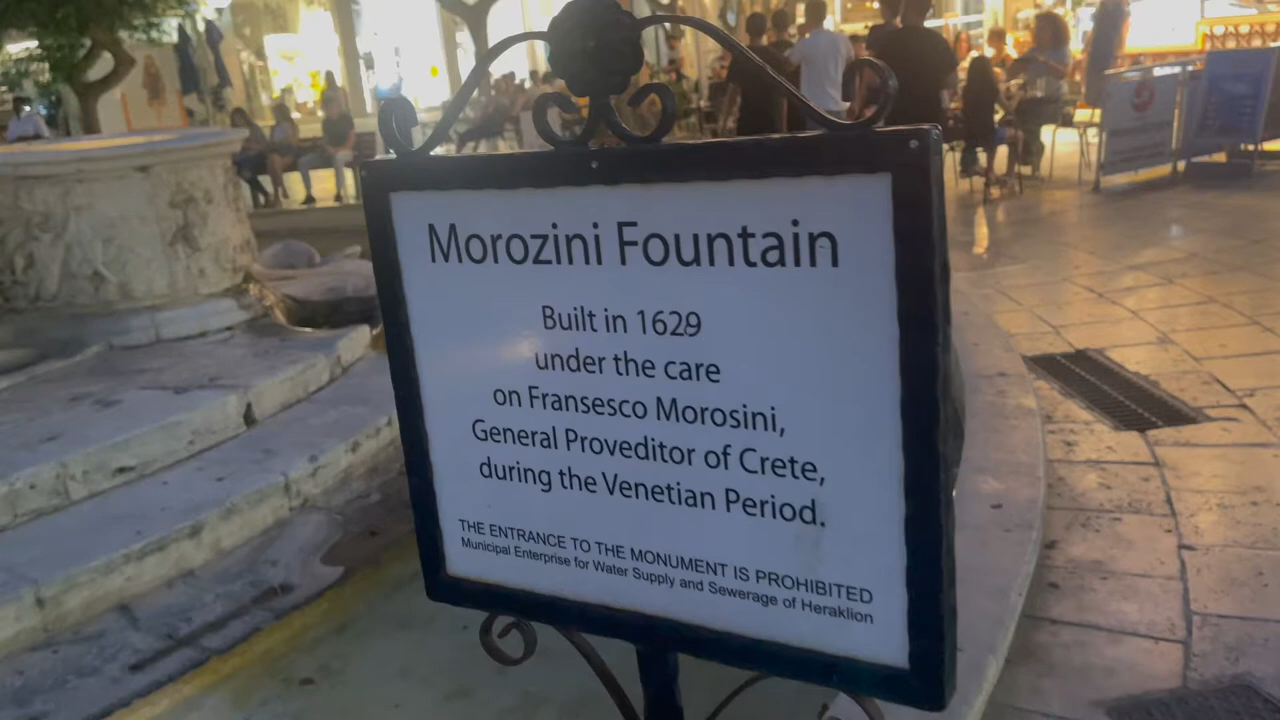 Morozini Fountain
Built in 1629
under the care
on Fransesco Morosini,
General Proveditor of Crete,
during the Venetian Period.
THE ENTRANCE TO THE MONUMENT IS PROHIBITED
Municipal Enterprise for Water Supply and Sewerage of Heraklion